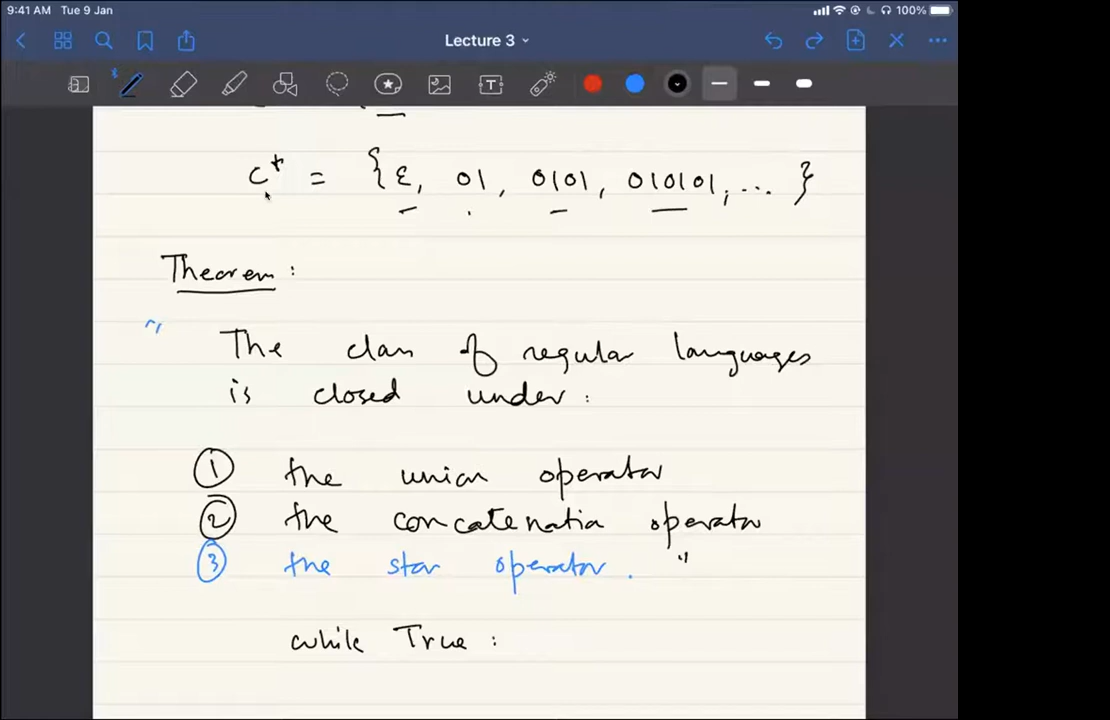 9:41 AM Tue 9 Jan 100%
Lecture 3
T
C* = { ε, 01, 0101, 010101, ... }
Theorem:
" The class of regular languages
is closed under:
① the union operator
② the concatenation operator
③ the star operator. "
while True: